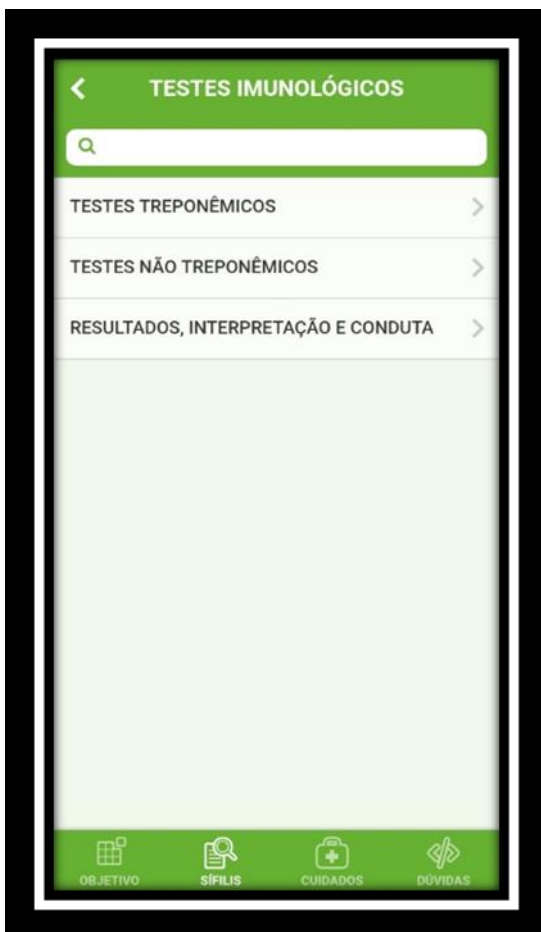 TESTES IMUNOLÓGICOS
TESTES TREPONÊMICOS
TESTES NÃO TREPONÊMICOS
RESULTADOS, INTERPRETAÇÃO E CONDUTA
OBJETIVO SÍFILIS CUIDADOS DÚVIDAS